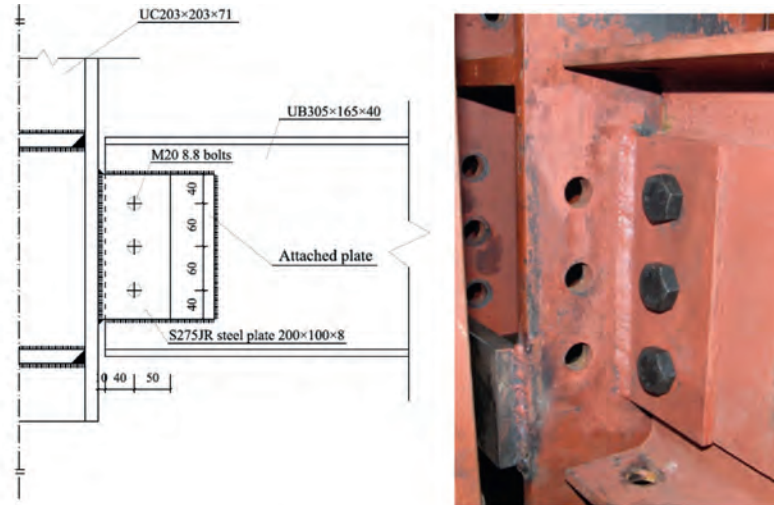 UC203×203×71
UB305×165×40
M20 8.8 bolts
40
60
60
40
Attached plate
S275JR steel plate 200×100×8
10 40 50